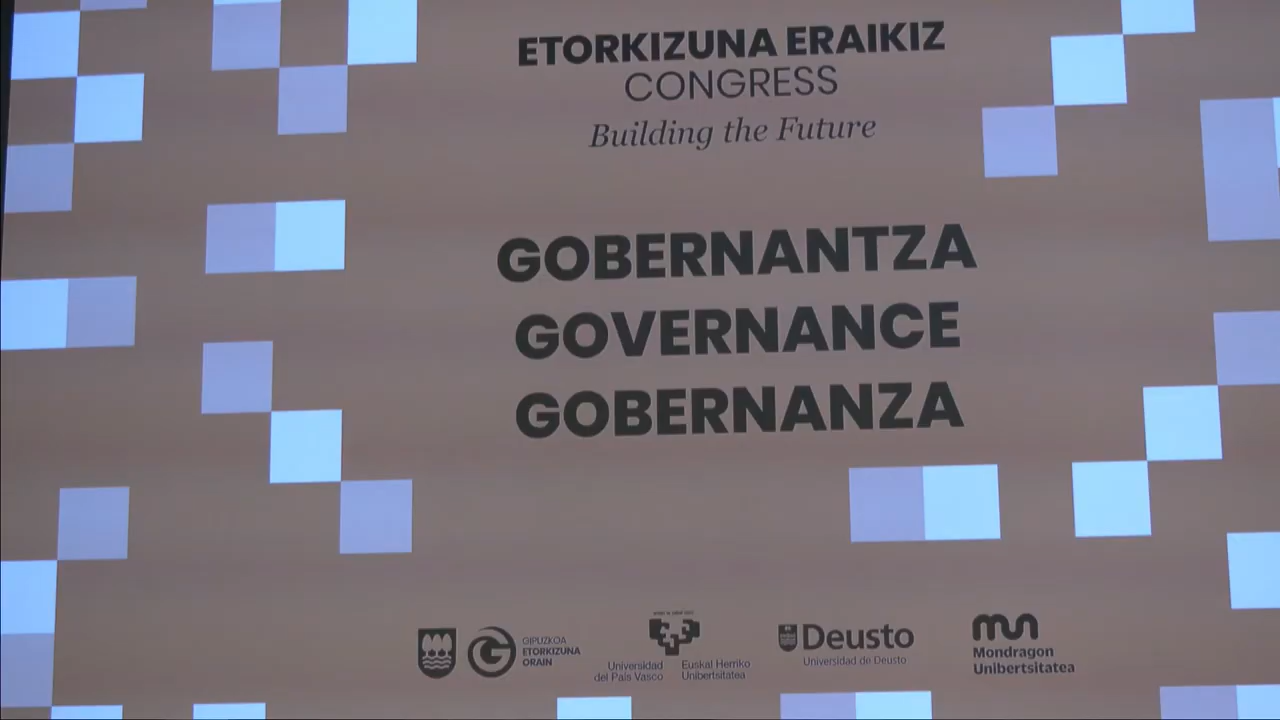 ETORKIZUNA ERAIKIZ
CONGRESS
Building the Future
GOBERNANTZA
GOVERNANCE
GOBERNANZA
GIPUZKOA
ETORKIZUNA
ORAIN
Universidad
del País Vasco
Euskal Herriko
Unibertsitatea
Deusto
Universidad de Deusto
Mondragon
Unibertsitatea